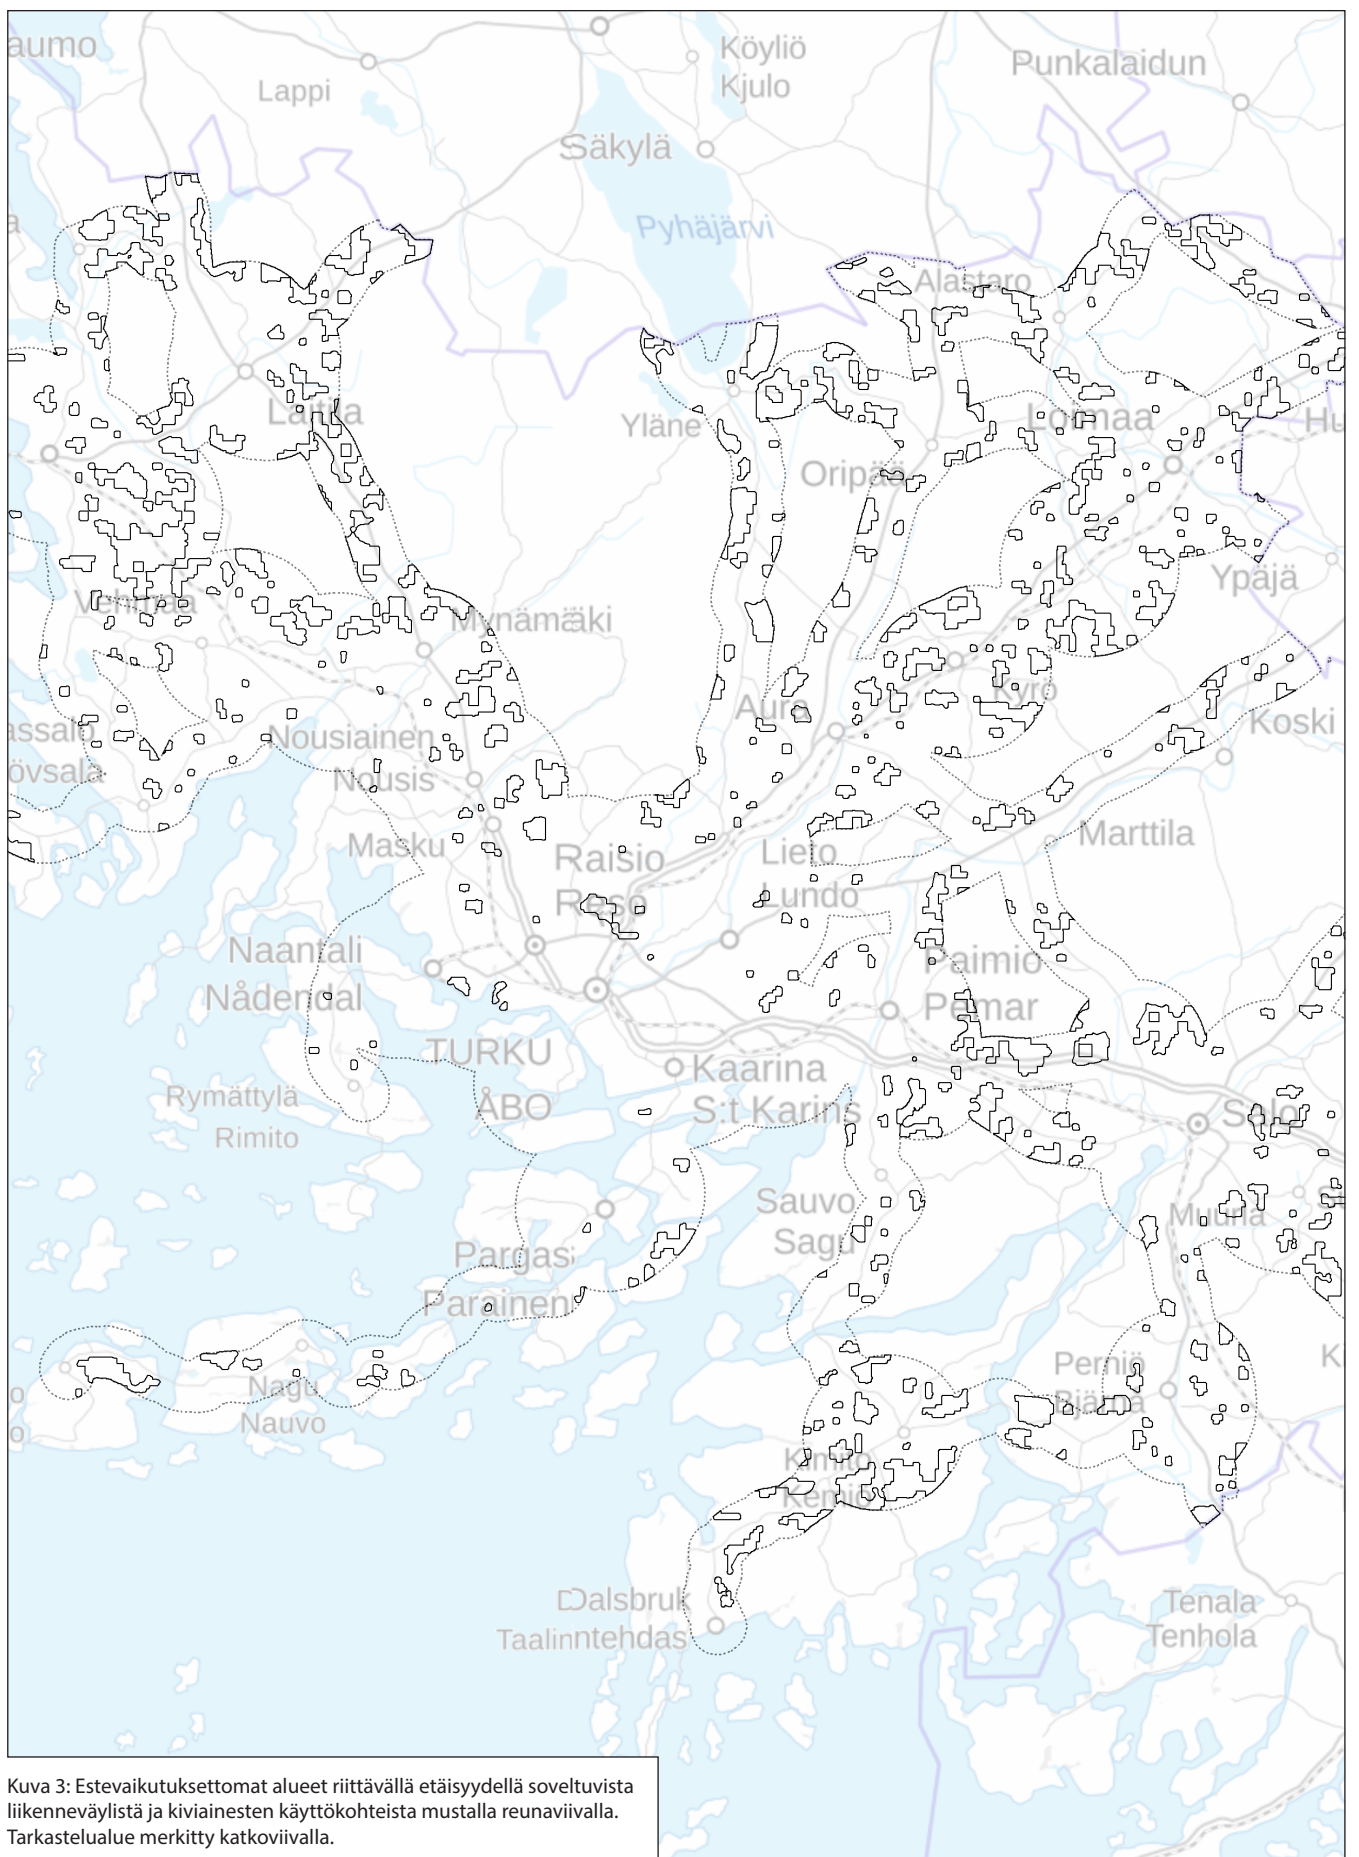 aumo
Köyliö
Kjulo
Punkalaidun
Lappi
Säkylä
Pyhäjärvi
Alastaro
Laitila
Yläne
Loimaa
Hu
Oripää
Ypäjä
Vehmaa
Mynämäki
Kyrö
Aura
Koski
assalo
övsala
Nousiainen
Nousis
Masku
Raisio
Reso
Lieto
Lundo
Marttila
Naantali
Nådendal
Paimio
Pemar
TURKU
ÅBO
Kaarina
S:t Karins
Rymättylä
Rimito
Salo
Sauvo
Sagu
Muurla
Pargas
Parainen
Perniö
Bjärnå
Nagu
Nauvo
Kimito
Kemiö
Dalsbruk
Taalintehdas
Tenala
Tenhola
Kuva 3: Estevaikutuksettomat alueet riittävällä etäisyydellä soveltuvista
liikenneväylistä ja kiviainesten käyttökohteista mustalla reunaviivalla.
Tarkastelualue merkitty katkoviivalla.